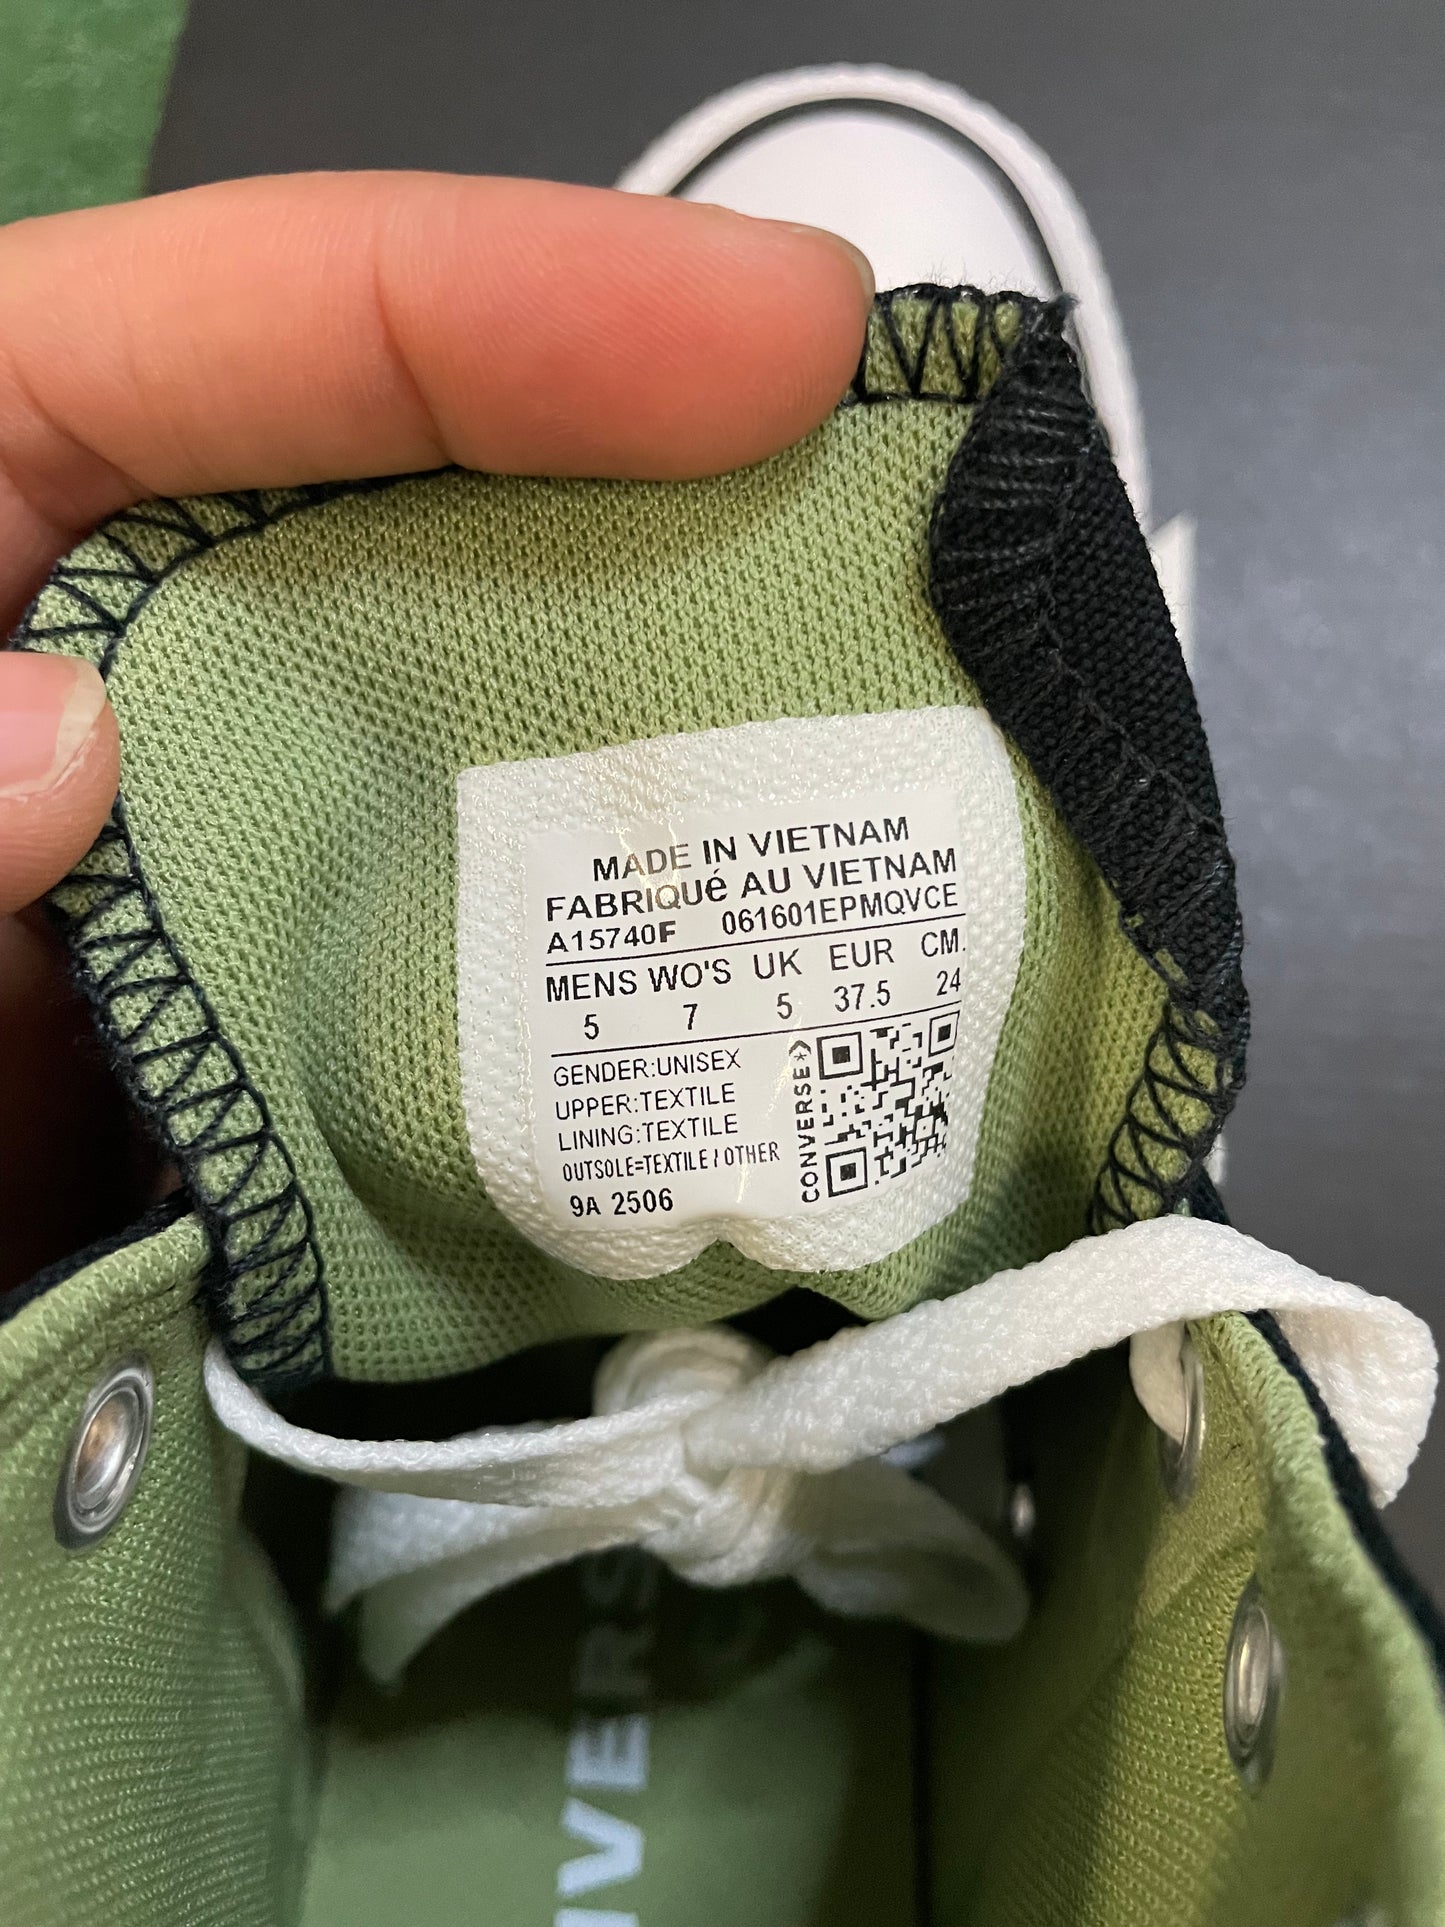 MADE IN VIETNAM
FABRIQUé AU VIETNAM
A15740F 061601EPMQVCE
MENS WO'S UK EUR CM.
5 7 5 37.5 24
GENDER:UNISEX
UPPER:TEXTILE
LINING:TEXTILE
OUTSOLE=TEXTILE/OTHER
9A 2506
CONVERSE